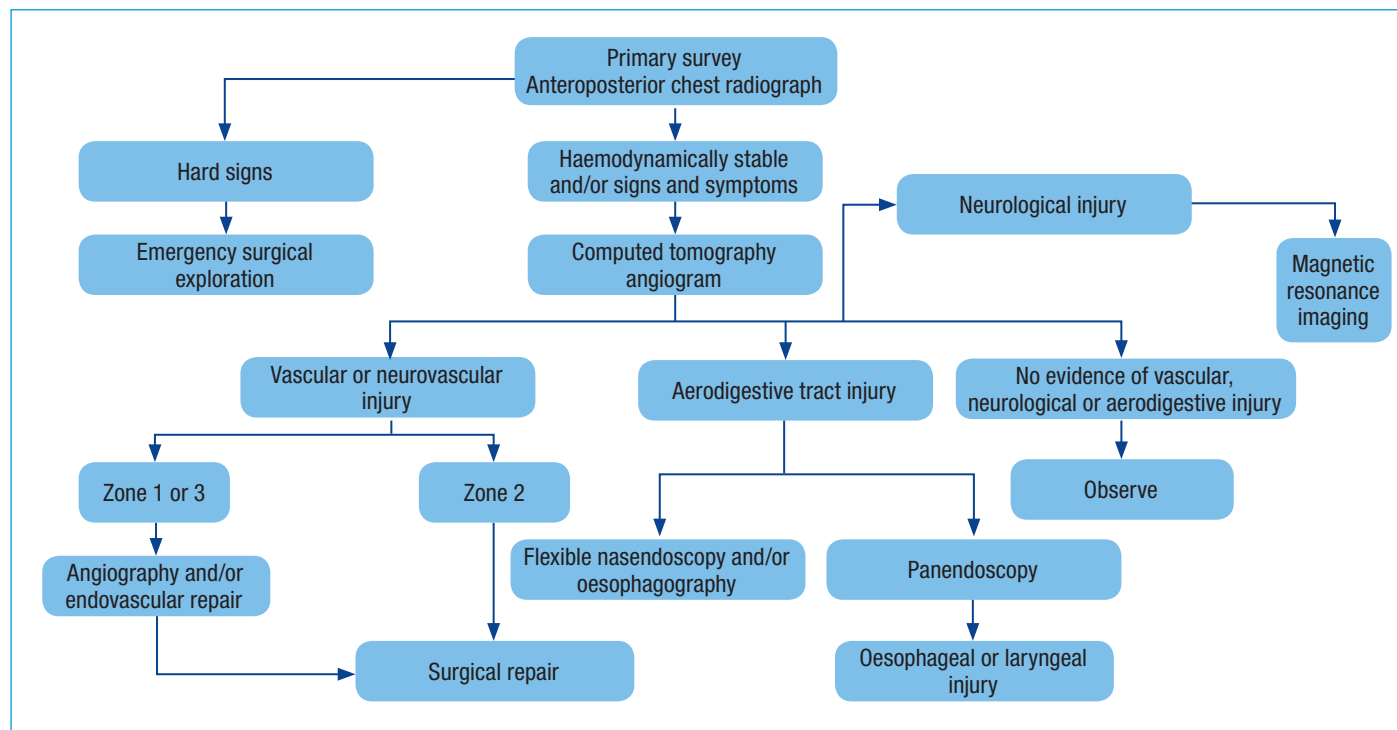 Primary survey
Anteroposterior chest radiograph
Hard signs
Haemodynamically stable
and/or signs and symptoms
Neurological injury
Emergency surgical
exploration
Computed tomography
angiogram
Magnetic
resonance
imaging
Vascular or neurovascular
injury
Aerodigestive tract injury
No evidence of vascular,
neurological or aerodigestive injury
Zone 1 or 3
Zone 2
Observe
Angiography and/or
endovascular repair
Flexible nasendoscopy and/or
oesophagography
Panendoscopy
Surgical repair
Oesophageal or laryngeal
injury